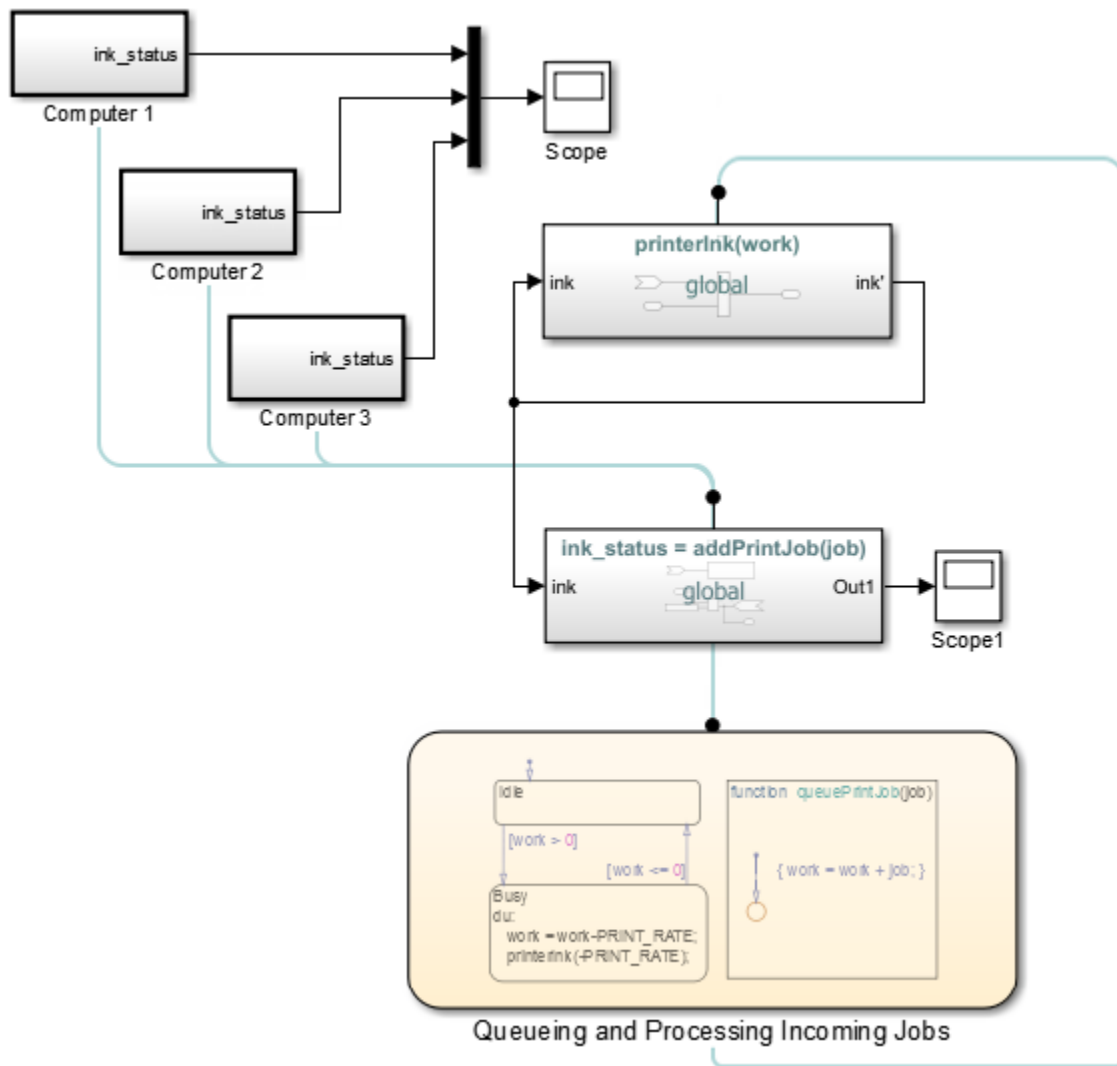 ink_status
Computer 1
ink_status
Computer 2
ink_status
Computer 3
Scope
printerInk(work)
ink
global
ink'
ink_status = addPrintJob(job)
ink
global
Out1
Scope1
Idle
[work > 0]
[work <= 0]
Busy
du:
work = work-PRINT_RATE;
printerInk(-PRINT_RATE);
function queuePrintJob(job)
{ work = work + job; }
Queueing and Processing Incoming Jobs